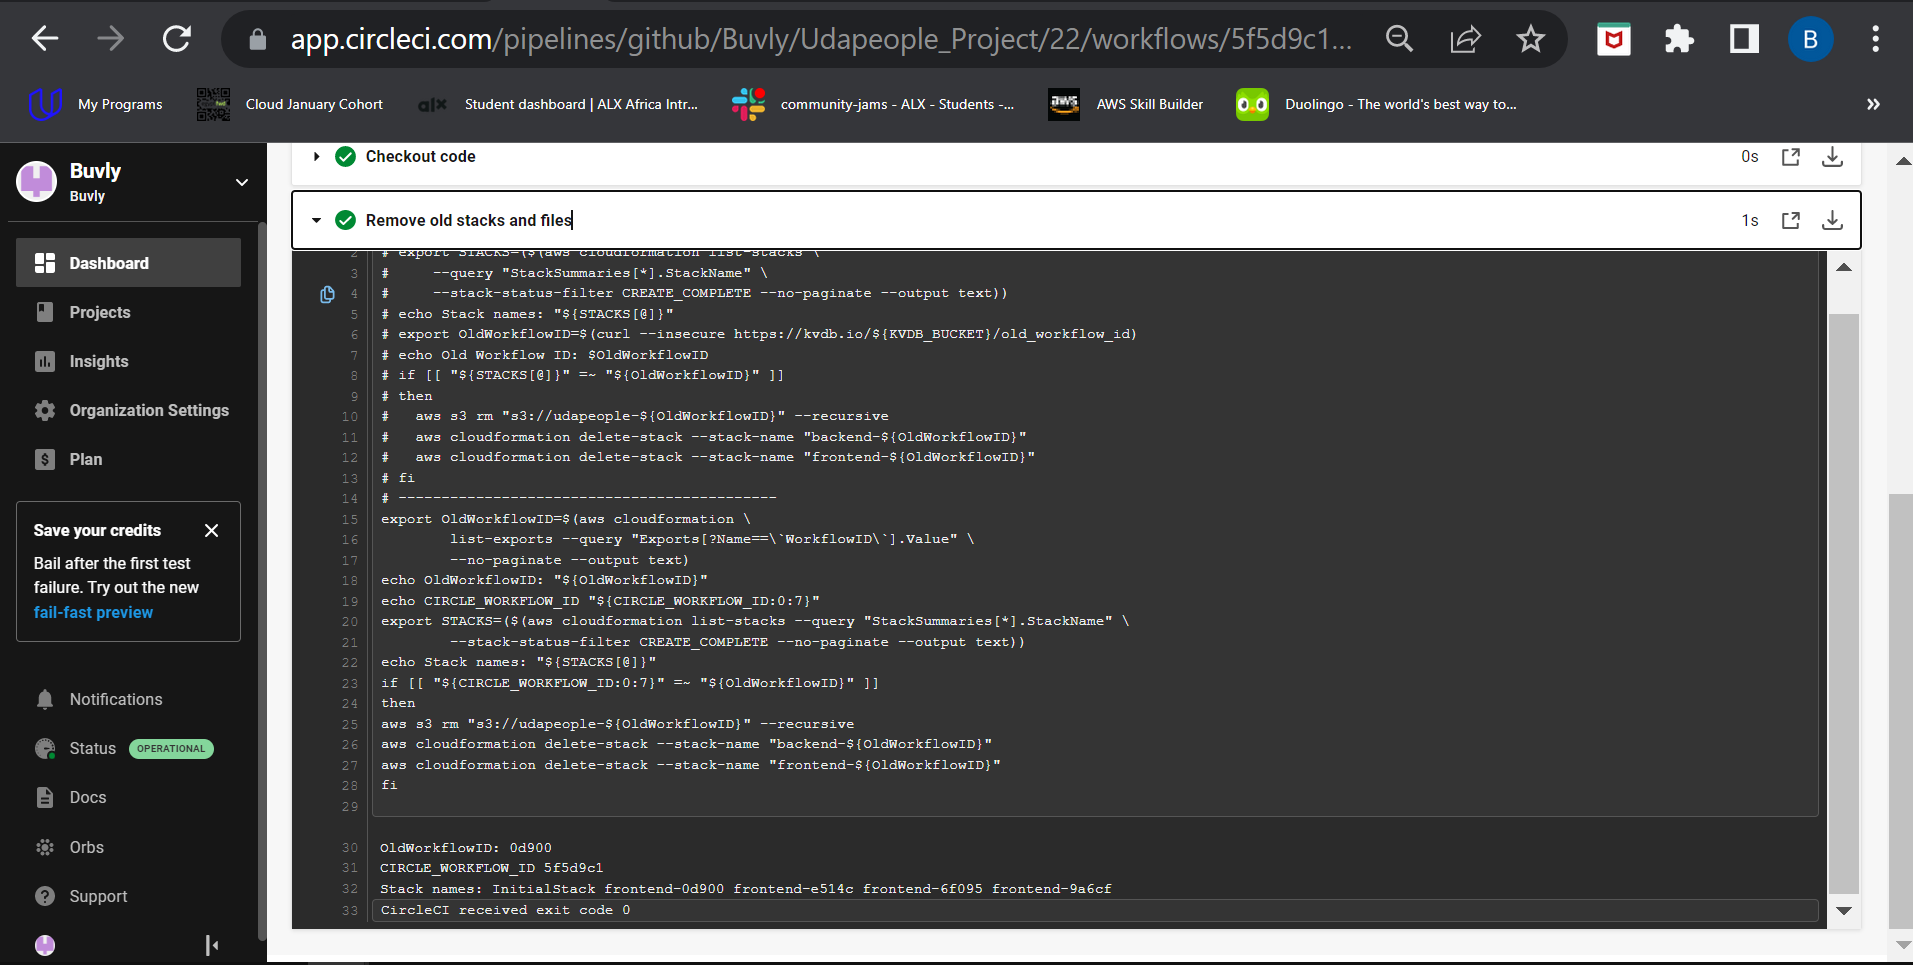 app.circleci.com/pipelines/github/Buvly/Udapeople_Project/22/workflows/5f5d9c1...
B
My Programs
Cloud January Cohort
alx
Student dashboard | ALX Africa Intr...
community-jams - ALX - Students -...
AWS Skill Builder
Duolingo - The world's best way to...
»
Buvly
Buvly
Dashboard
Projects
Insights
Organization Settings
Plan
Save your credits
Bail after the first test
failure. Try out the new
fail-fast preview
Notifications
Status OPERATIONAL
Docs
Orbs
Support
Checkout code 0s
Remove old stacks and files 1s
2 # export STACKS=($(aws cloudformation list-stacks \
3 #     --query "StackSummaries[*].StackName" \
4 #     --stack-status-filter CREATE_COMPLETE --no-paginate --output text))
5 # echo Stack names: "${STACKS[@]}"
6 # export OldWorkflowID=$(curl --insecure https://kvdb.io/${KVDB_BUCKET}/old_workflow_id)
7 # echo Old Workflow ID: $OldWorkflowID
8 # if [[ "${STACKS[@]}" =~ "${OldWorkflowID}" ]]
9 # then
10 #   aws s3 rm "s3://udapeople-${OldWorkflowID}" --recursive
11 #   aws cloudformation delete-stack --stack-name "backend-${OldWorkflowID}"
12 #   aws cloudformation delete-stack --stack-name "frontend-${OldWorkflowID}"
13 # fi
14 # --------------------------------------------
15 export OldWorkflowID=$(aws cloudformation \
16         list-exports --query "Exports[?Name==\`WorkflowID\`].Value" \
17         --no-paginate --output text)
18 echo OldWorkflowID: "${OldWorkflowID}"
19 echo CIRCLE_WORKFLOW_ID "${CIRCLE_WORKFLOW_ID:0:7}"
20 export STACKS=($(aws cloudformation list-stacks --query "StackSummaries[*].StackName" \
21         --stack-status-filter CREATE_COMPLETE --no-paginate --output text))
22 echo Stack names: "${STACKS[@]}"
23 if [[ "${CIRCLE_WORKFLOW_ID:0:7}" =~ "${OldWorkflowID}" ]]
24 then
25 aws s3 rm "s3://udapeople-${OldWorkflowID}" --recursive
26 aws cloudformation delete-stack --stack-name "backend-${OldWorkflowID}"
27 aws cloudformation delete-stack --stack-name "frontend-${OldWorkflowID}"
28 fi
29
30 OldWorkflowID: 0d900
31 CIRCLE_WORKFLOW_ID 5f5d9c1
32 Stack names: InitialStack frontend-0d900 frontend-e514c frontend-6f095 frontend-9a6cf
33 CircleCI received exit code 0